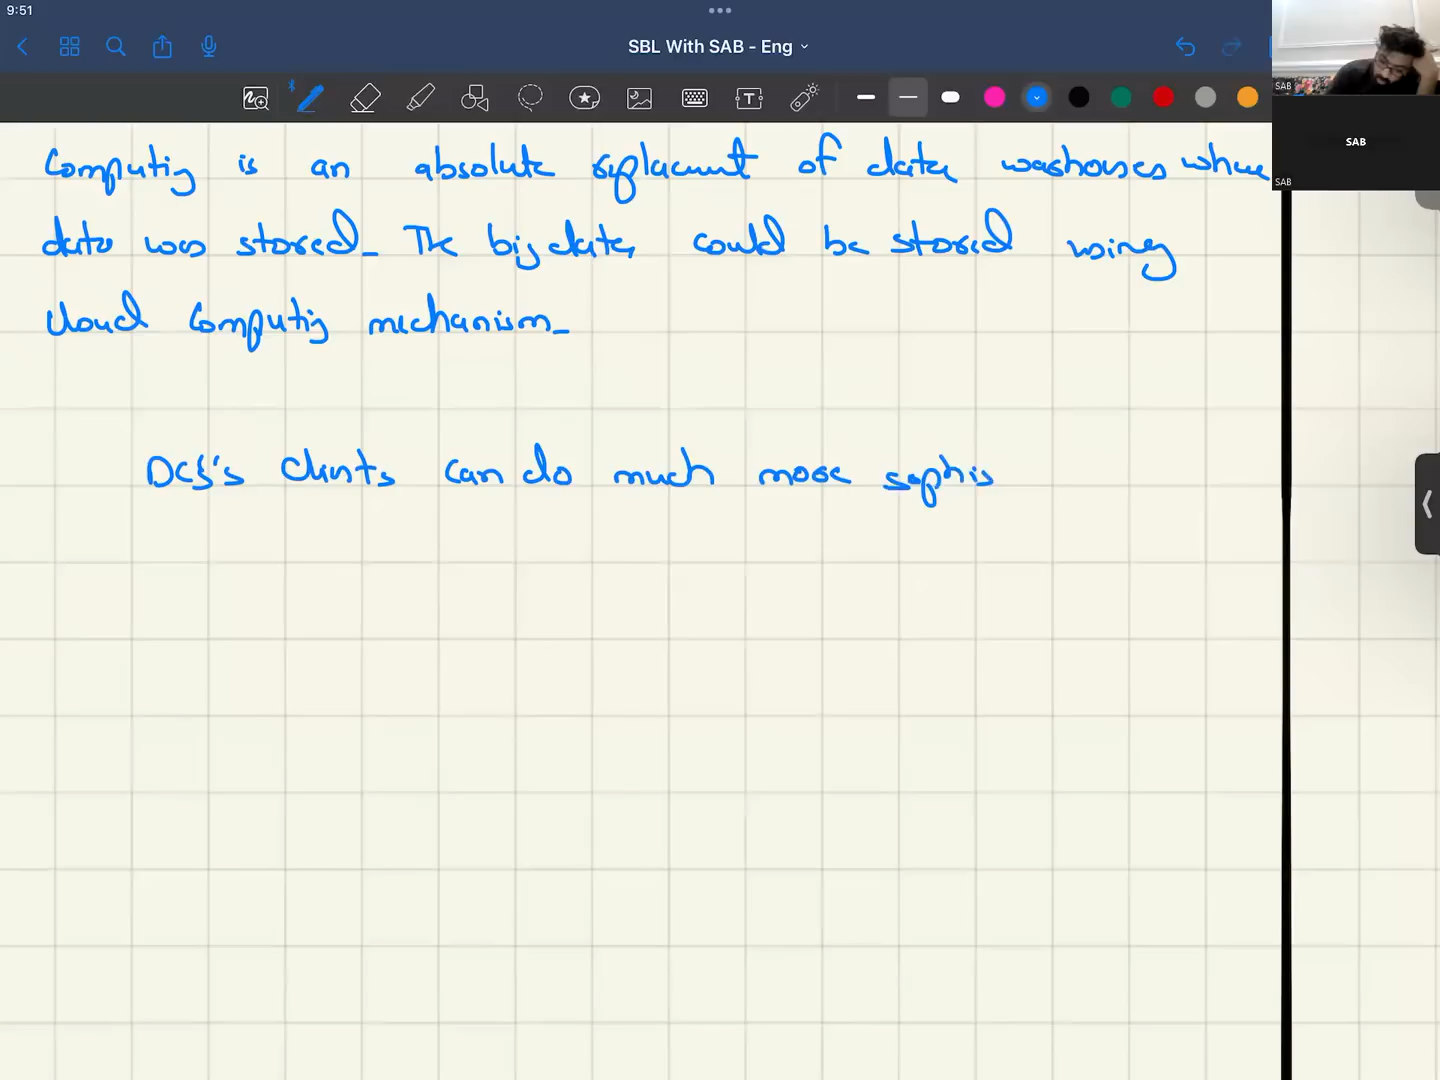 9:51
SBL With SAB - Eng
SAB
SAB
SAB
Computing is an absolute replacement of data warehouses where
data was stored. The big data could be stored using
cloud computing mechanism.
DCS's clients can do much more sophis